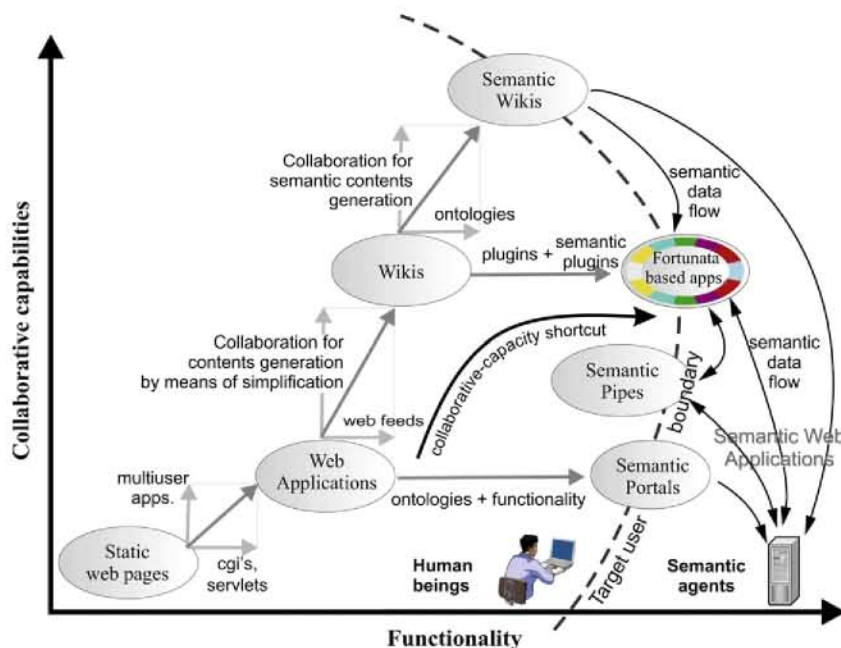 Semantic
Wikis
Collaboration for
semantic contents
generation
ontologies
semantic
data
flow
Wikis
plugins + semantic
plugins
Fortunata
based apps
Collaborative capabilities
Collaboration for
contents generation
by means of simplification
web feeds
collaborative-capacity shortcut
Semantic
Pipes
boundary
semantic
data
flow
Semantic Web
Applications
multiuser
apps.
Web
Applications
ontologies + functionality
Semantic
Portals
Static
web pages
cgi's,
servlets
Human
beings
Target user
Semantic
agents
Functionality